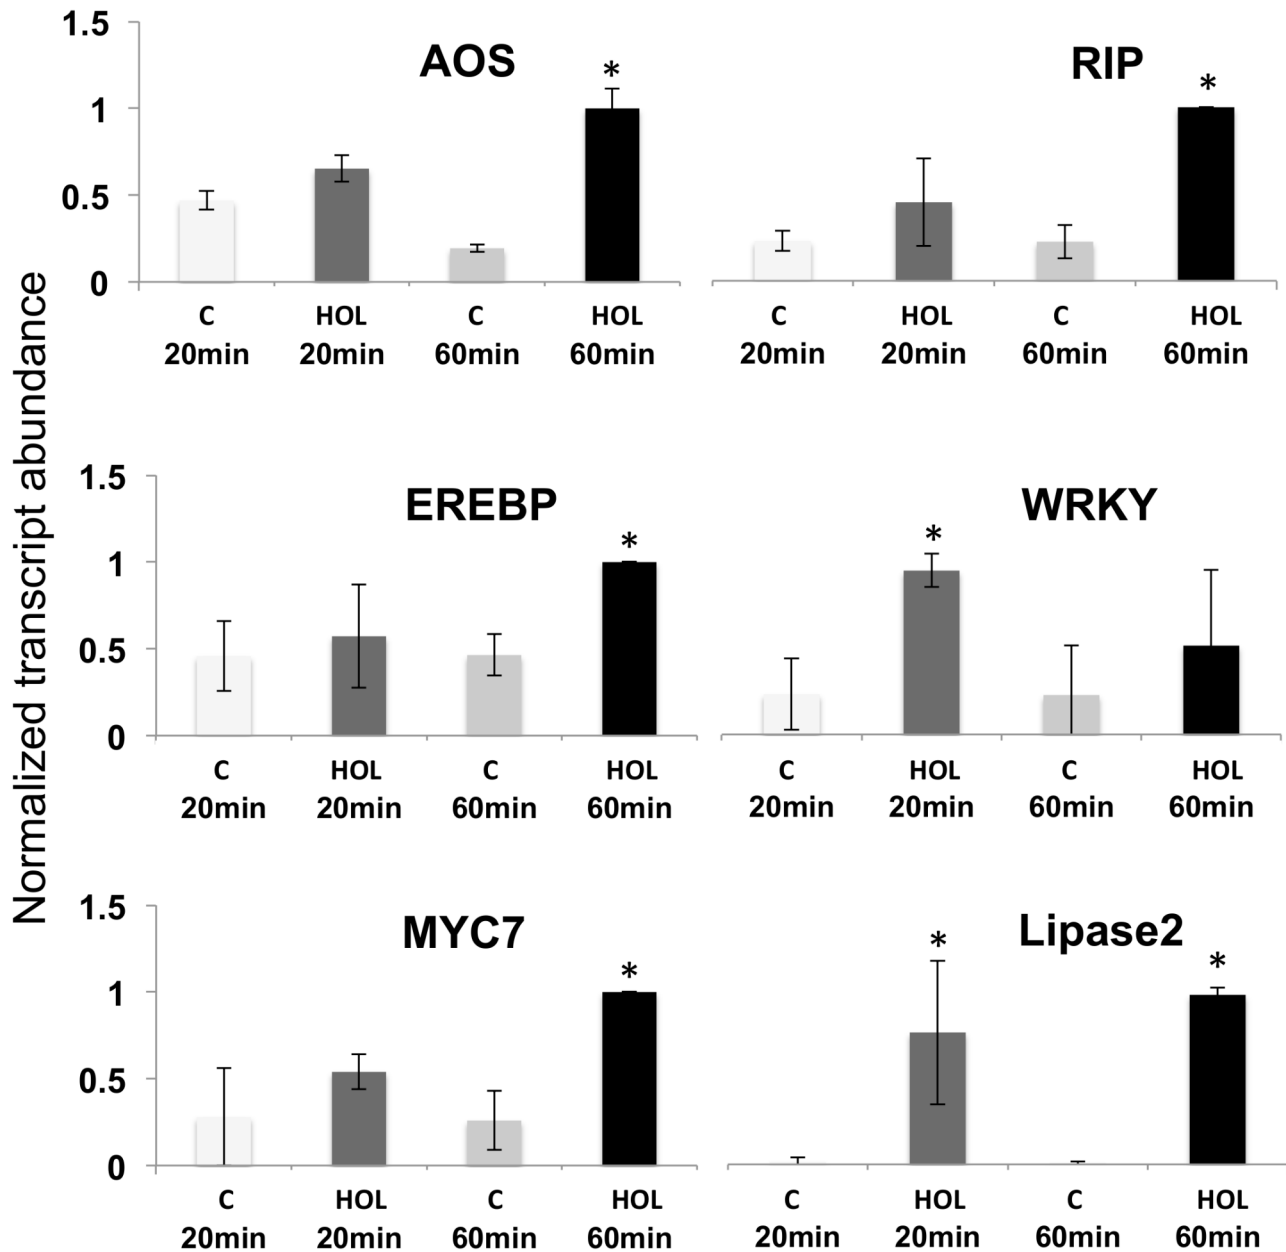 Normalized transcript abundance
AOS
*
1.5
1
0.5
0
C HOL C HOL
20min 20min 60min 60min
RIP
*
C HOL C HOL
20min 20min 60min 60min
EREBP
*
1.5
1
0.5
0
C HOL C HOL
20min 20min 60min 60min
WRKY
*
C HOL C HOL
20min 20min 60min 60min
MYC7
*
1.5
1
0.5
0
C HOL C HOL
20min 20min 60min 60min
Lipase2
* *
C HOL C HOL
20min 20min 60min 60min